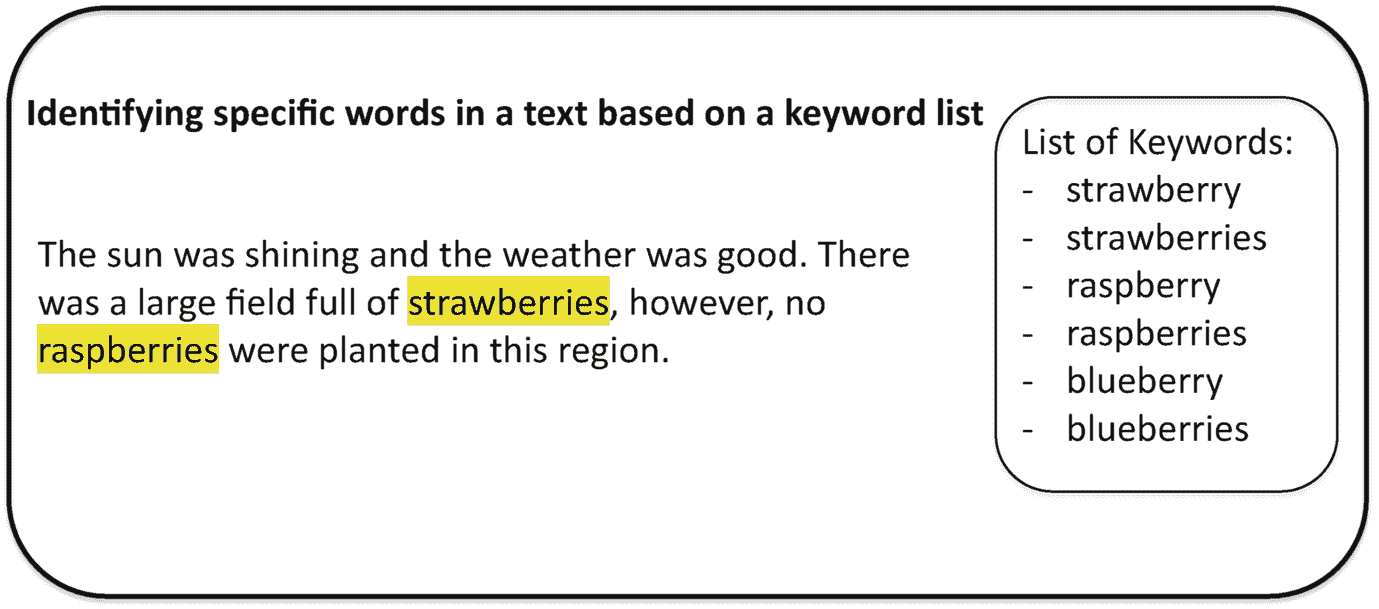 Identifying specific words in a text based on a keyword list
The sun was shining and the weather was good. There
was a large field full of strawberries, however, no
raspberries were planted in this region.
List of Keywords:
- strawberry
- strawberries
- raspberry
- raspberries
- blueberry
- blueberries